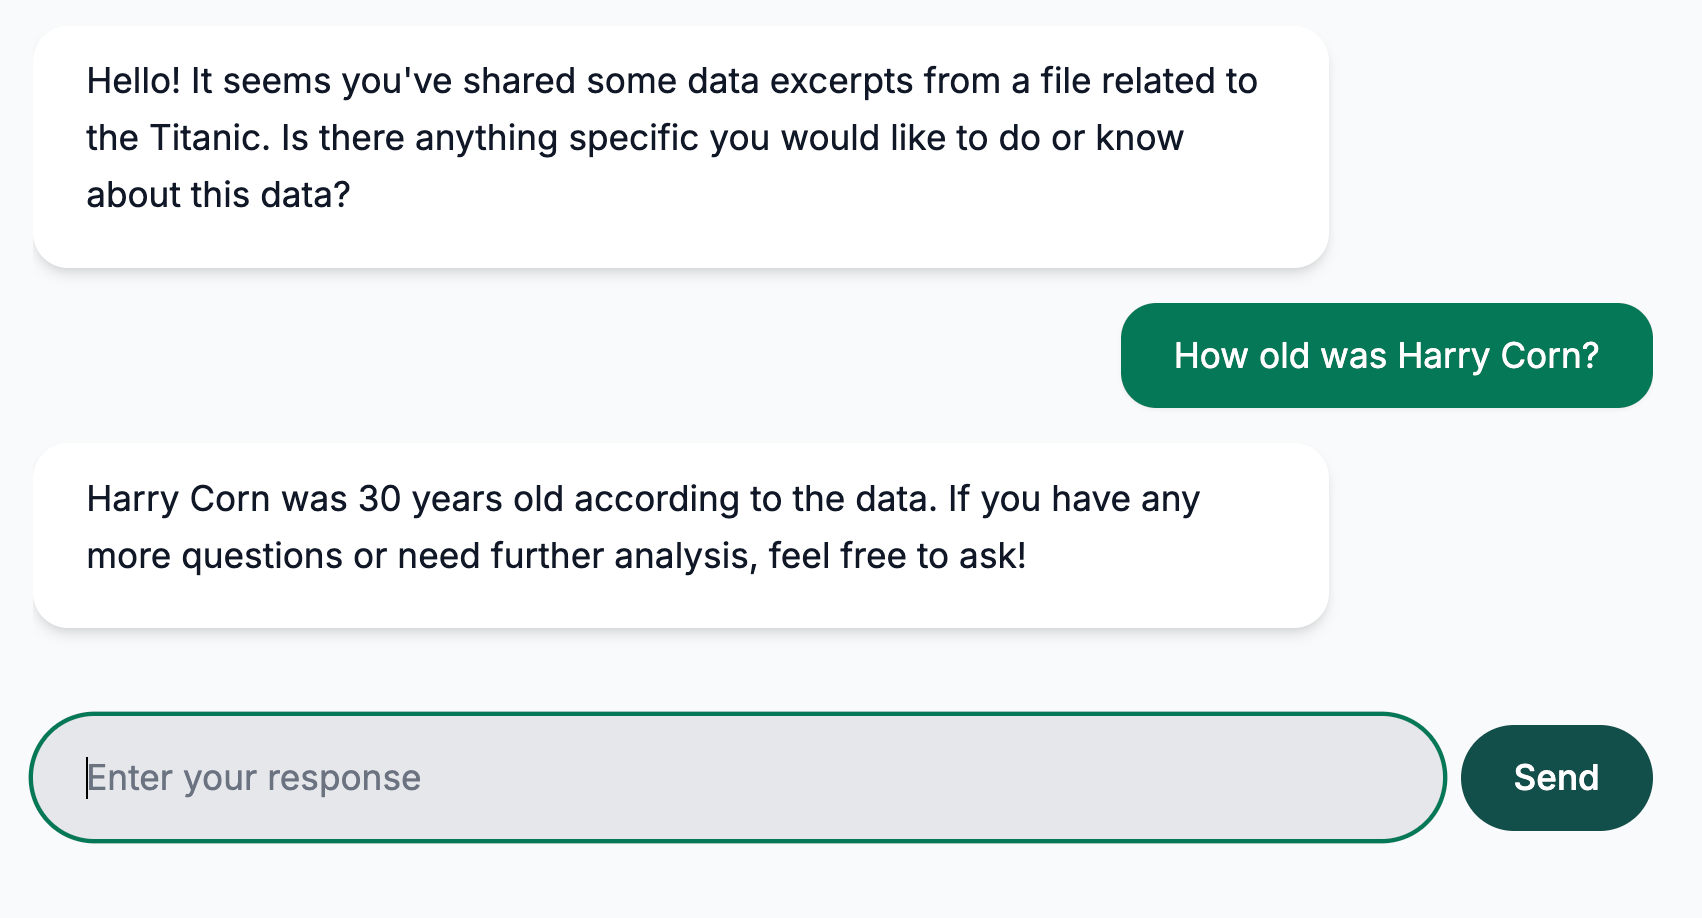 Hello! It seems you've shared some data excerpts from a file related to
the Titanic. Is there anything specific you would like to do or know
about this data?
How old was Harry Corn?
Harry Corn was 30 years old according to the data. If you have any
more questions or need further analysis, feel free to ask!
Enter your response
Send